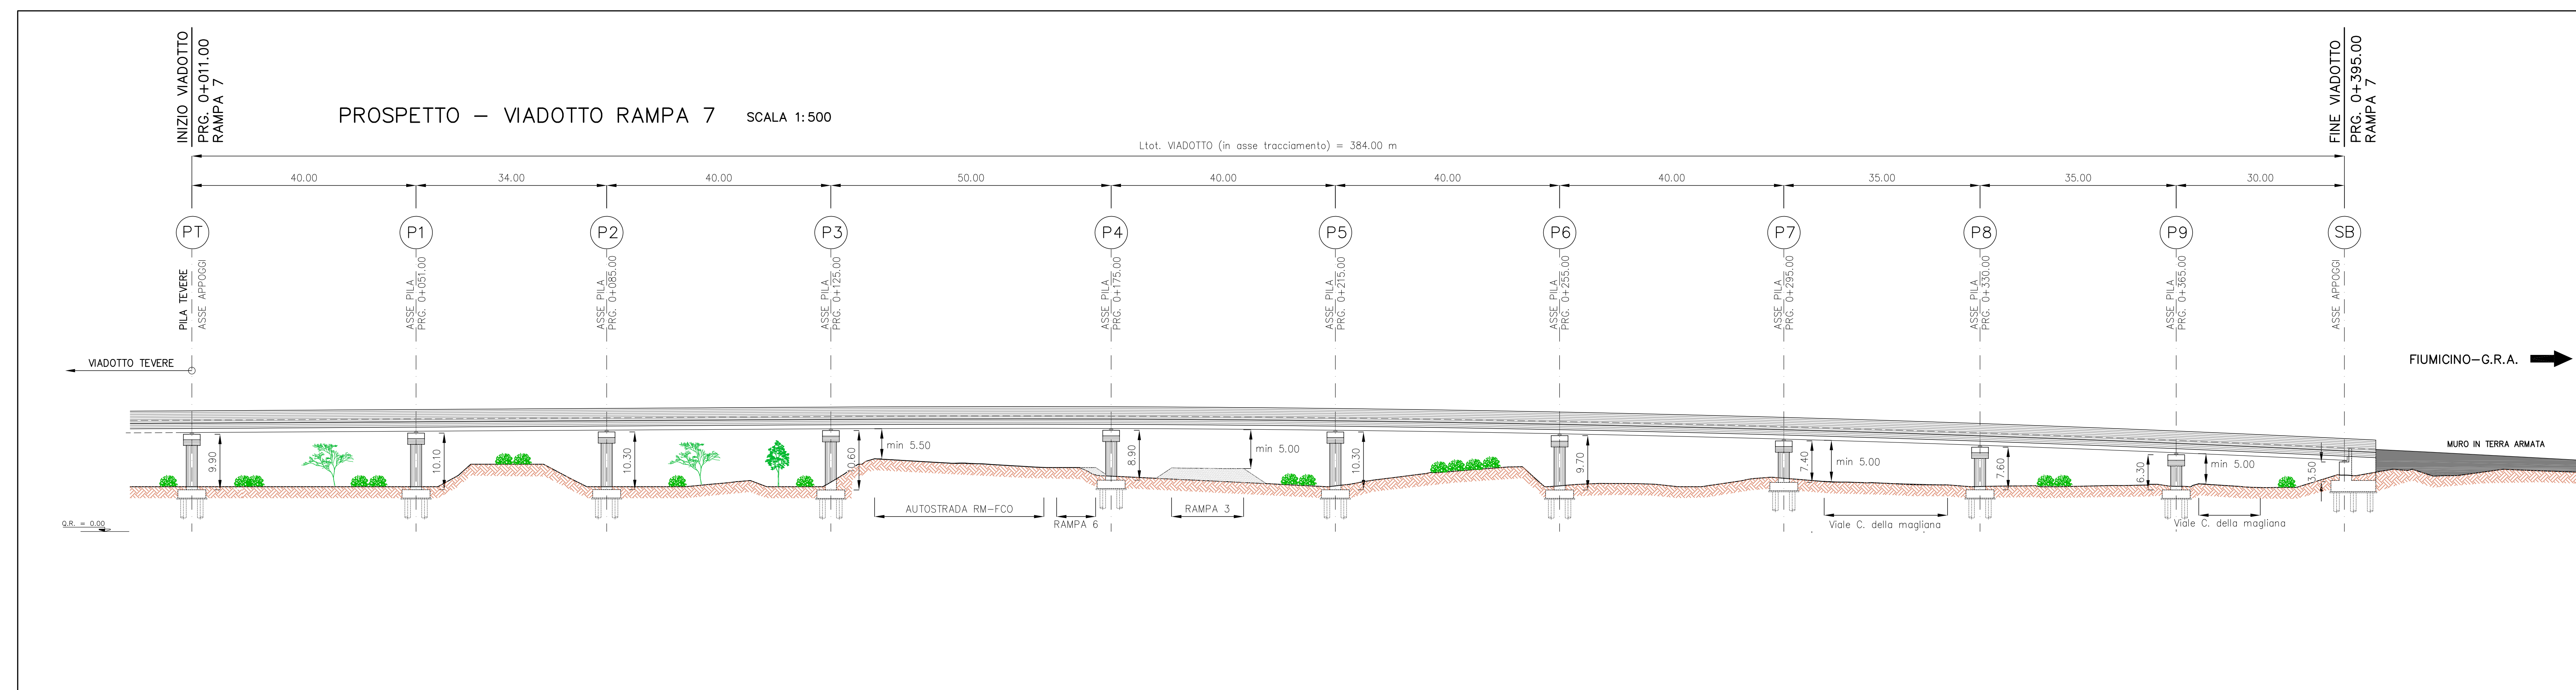 INIZIO VIADOTTO
PRG. 0+011.00
RAMPA 7
FINE VIADOTTO
PRG. 0+395.00
RAMPA 7
PROSPETTO – VIADOTTO RAMPA 7 SCALA 1:500
Ltot. VIADOTTO (in asse tracciamento) = 384.00 m
40.00 34.00 40.00 50.00 40.00 40.00 40.00 35.00 35.00 30.00
PT P1 P2 P3 P4 P5 P6 P7 P8 P9 SB
PILA TEVERE
ASSE APPOGGI
ASSE PILA
PRG. 0+051.00
ASSE PILA
PRG. 0+085.00
ASSE PILA
PRG. 0+125.00
ASSE PILA
PRG. 0+175.00
ASSE PILA
PRG. 0+215.00
ASSE PILA
PRG. 0+255.00
ASSE PILA
PRG. 0+295.00
ASSE PILA
PRG. 0+330.00
ASSE PILA
PRG. 0+365.00
ASSE APPOGGI
VIADOTTO TEVERE
FIUMICINO–G.R.A.
MURO IN TERRA ARMATA
9.90
10.10
10.30
min 5.50
8.90
min 5.00
10.30
9.70
7.40
min 5.00
7.60
6.30
min 5.00
3.50
AUTOSTRADA RM–FCO
RAMPA 6
RAMPA 3
Viale C. della magliana
Viale C. della magliana
Q.R. = 0.00